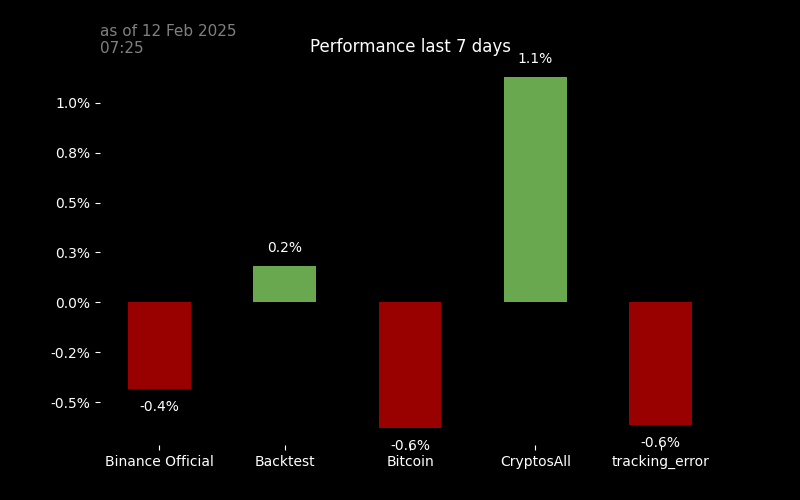 as of 12 Feb 2025
07:25
Performance last 7 days
1.1%
1.0%
0.8%
0.5%
0.2%
0.3%
0.0%
-0.2%
-0.5%
-0.4%
-0.6%
-0.6%
Binance Official
Backtest
Bitcoin
CryptosAll
tracking_error